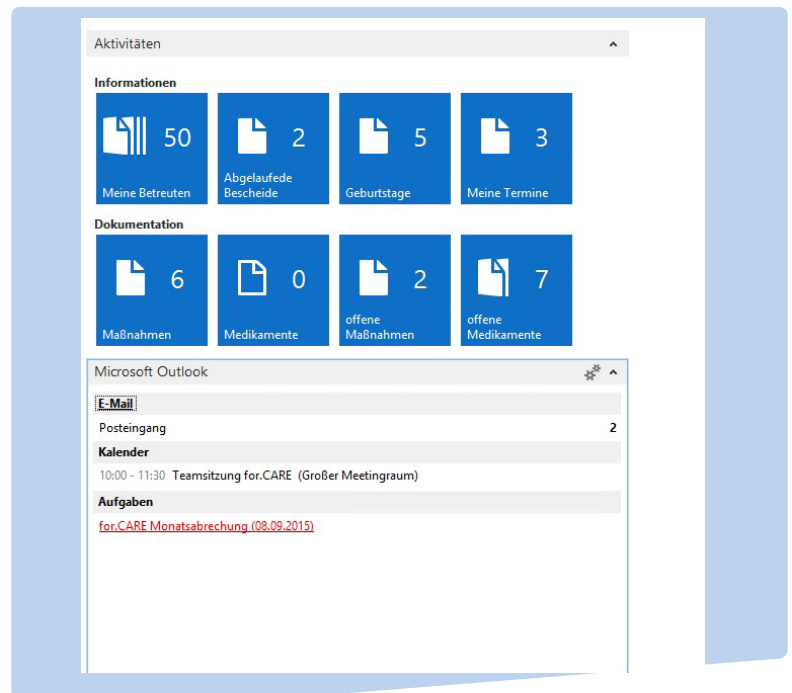 Aktivitäten
Informationen
50
Meine Betreuten
2
Abgelaufede
Bescheide
5
Geburtstage
3
Meine Termine
Dokumentation
6
Maßnahmen
0
Medikamente
2
offene
Maßnahmen
7
offene
Medikamente
Microsoft Outlook
E-Mail
Posteingang 2
Kalender
10:00 - 11:30 Teamsitzung for.CARE (Großer Meetingraum)
Aufgaben
for.CARE Monatsabrechung (08.09.2015)